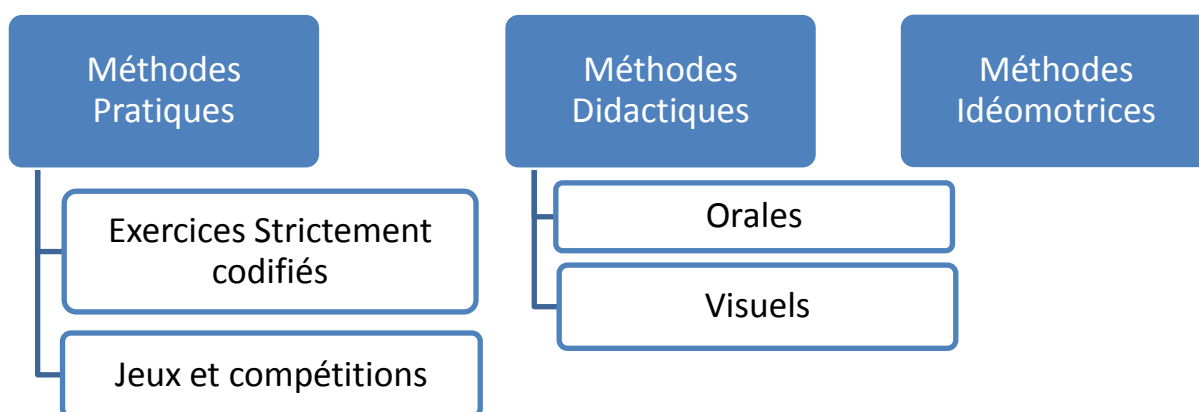 Méthodes
Pratiques
Exercices Strictement
codifiés
Jeux et compétitions
Méthodes
Didactiques
Orales
Visuels
Méthodes
Idéomotrices